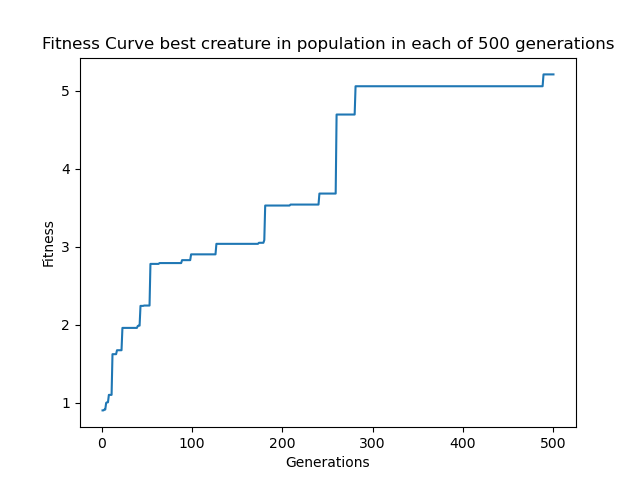 Fitness Curve best creature in population in each of 500 generations
5
4
3
2
1
Fitness
0 100 200 300 400 500
Generations